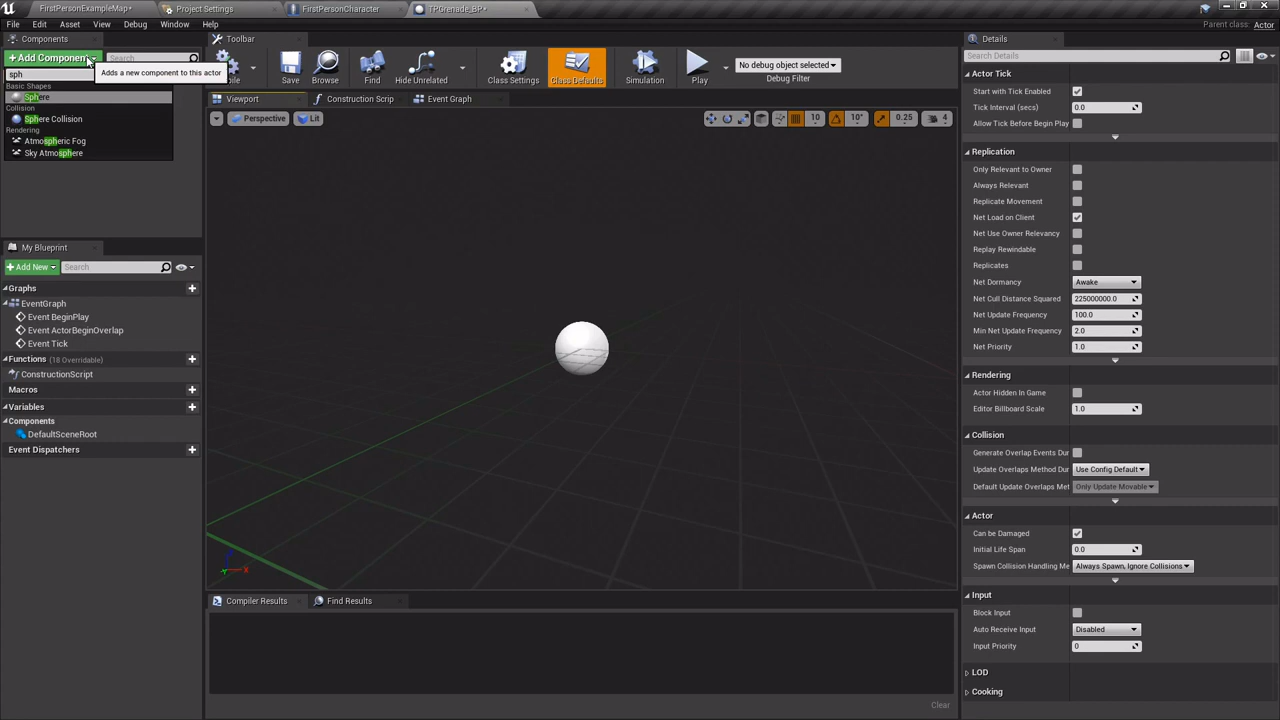 FirstPersonExampleMap*
Project Settings
FirstPersonCharacter
TPGrenade_BP*
File Edit Asset View Debug Window Help
Parent class: Actor
Components
+Add Component
Search
sph
Adds a new component to this actor
Basic Shapes
Sphere
Collision
Sphere Collision
Rendering
Atmospheric Fog
Sky Atmosphere
Toolbar
Save
Browse
Find
Hide Unrelated
Class Settings
Class Defaults
Simulation
Play
No debug object selected
Debug Filter
Viewport
Construction Scrip
Event Graph
Perspective
Lit
10
10°
0.25
4
My Blueprint
+Add New
Search
Graphs
EventGraph
Event BeginPlay
Event ActorBeginOverlap
Event Tick
Functions (18 Overridable)
ConstructionScript
Macros
Variables
Components
DefaultSceneRoot
Event Dispatchers
Compiler Results
Find Results
Clear
Details
Search Details
Actor Tick
Start with Tick Enabled
Tick Interval (secs) 0.0
Allow Tick Before Begin Play
Replication
Only Relevant to Owner
Always Relevant
Replicate Movement
Net Load on Client
Net Use Owner Relevancy
Replay Rewindable
Replicates
Net Dormancy Awake
Net Cull Distance Squared 225000000.0
Net Update Frequency 100.0
Min Net Update Frequency 2.0
Net Priority 1.0
Rendering
Actor Hidden In Game
Editor Billboard Scale 1.0
Collision
Generate Overlap Events Dur
Update Overlaps Method Dur Use Config Default
Default Update Overlaps Met Only Update Movable
Actor
Can be Damaged
Initial Life Span 0.0
Spawn Collision Handling Me Always Spawn, Ignore Collisions
Input
Block Input
Auto Receive Input Disabled
Input Priority 0
LOD
Cooking